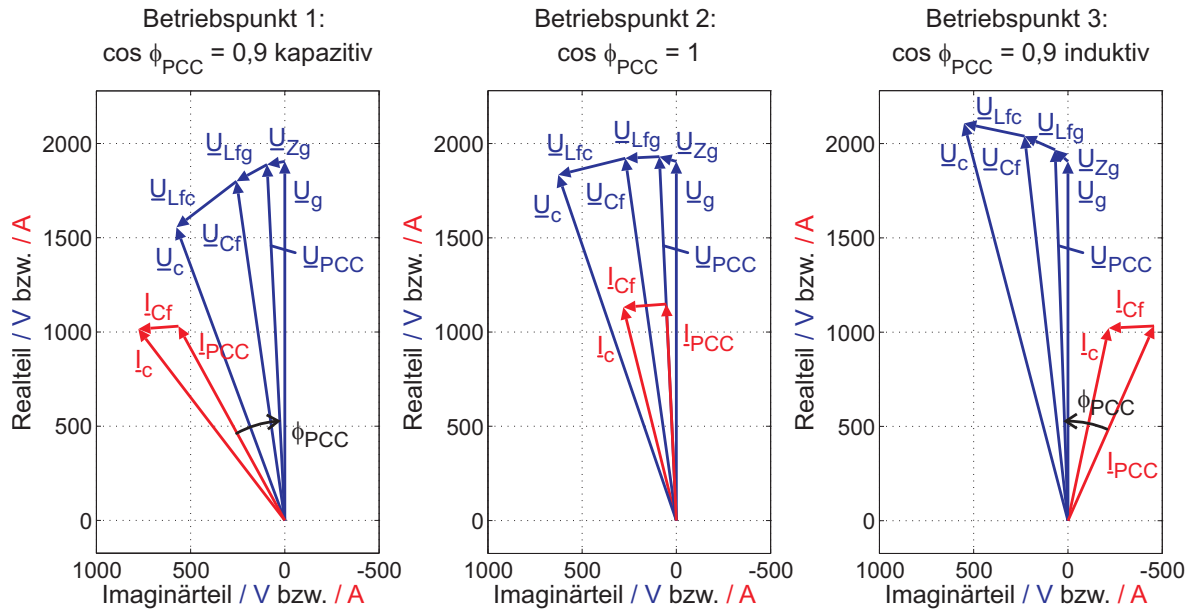 Betriebspunkt 1:
cos ϕPCC = 0,9 kapazitiv
Betriebspunkt 2:
cos ϕPCC = 1
Betriebspunkt 3:
cos ϕPCC = 0,9 induktiv
Realteil / V bzw. / A
2000
1500
1000
500
0
1000 500 0 -500
Imaginärteil / V bzw. / A
ULfg
UZg
ULfc
Ug
UCf
Uc
UPCC
ICf
IPCC
Ic
ϕPCC
Realteil / V bzw. / A
2000
1500
1000
500
0
1000 500 0 -500
Imaginärteil / V bzw. / A
ULfc
ULfg
UZg
Uc
UCf
Ug
UPCC
ICf
Ic
IPCC
Realteil / V bzw. / A
2000
1500
1000
500
0
1000 500 0 -500
Imaginärteil / V bzw. / A
ULfc
ULfg
Uc
UCf
UZg
Ug
UPCC
ICf
Ic
ϕPCC
IPCC